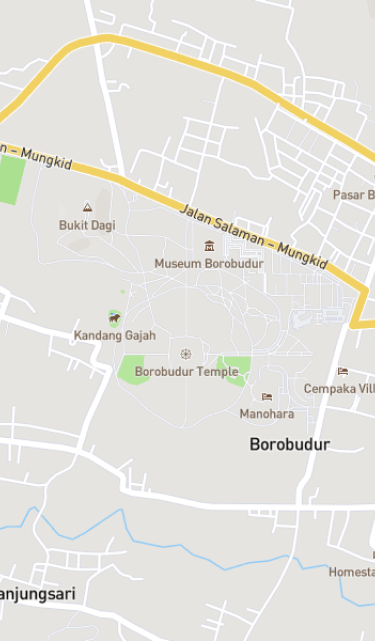 n – Mungkid
Pasar B
Bukit Dagi
Jalan Salaman – Mungkid
Museum Borobudur
Kandang Gajah
Borobudur Temple
Cempaka Vill
Manohara
Borobudur
Homesta
anjungsari